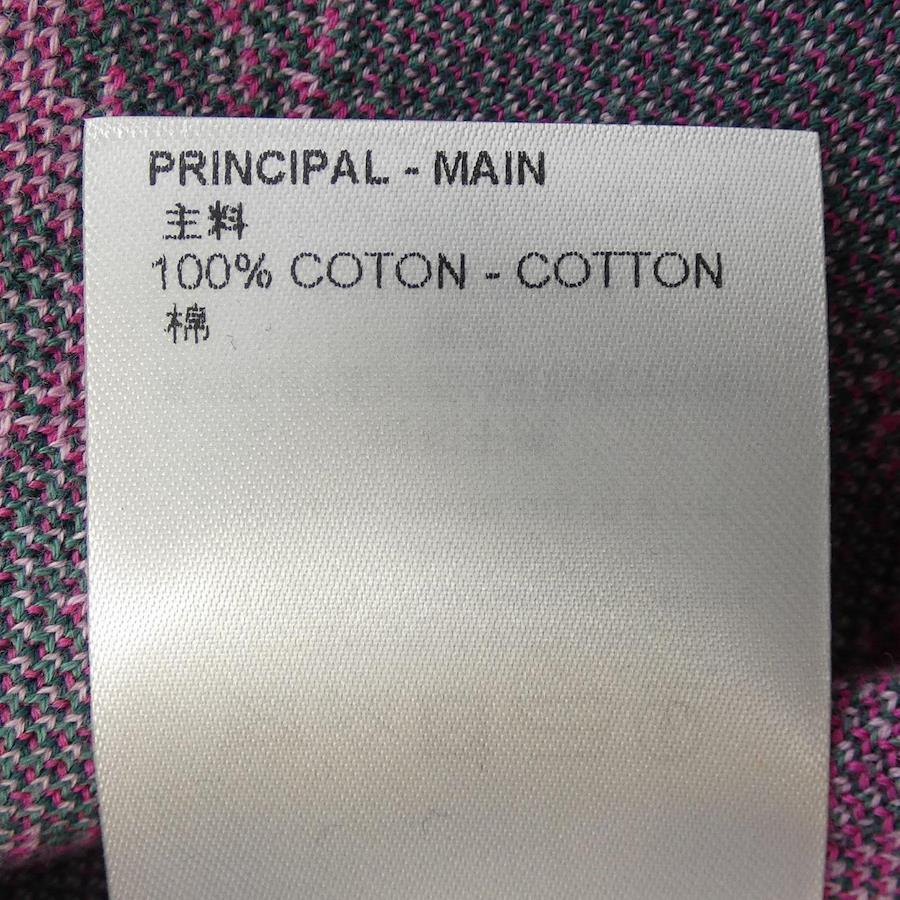 PRINCIPAL - MAIN
主料
100% COTON - COTTON
棉